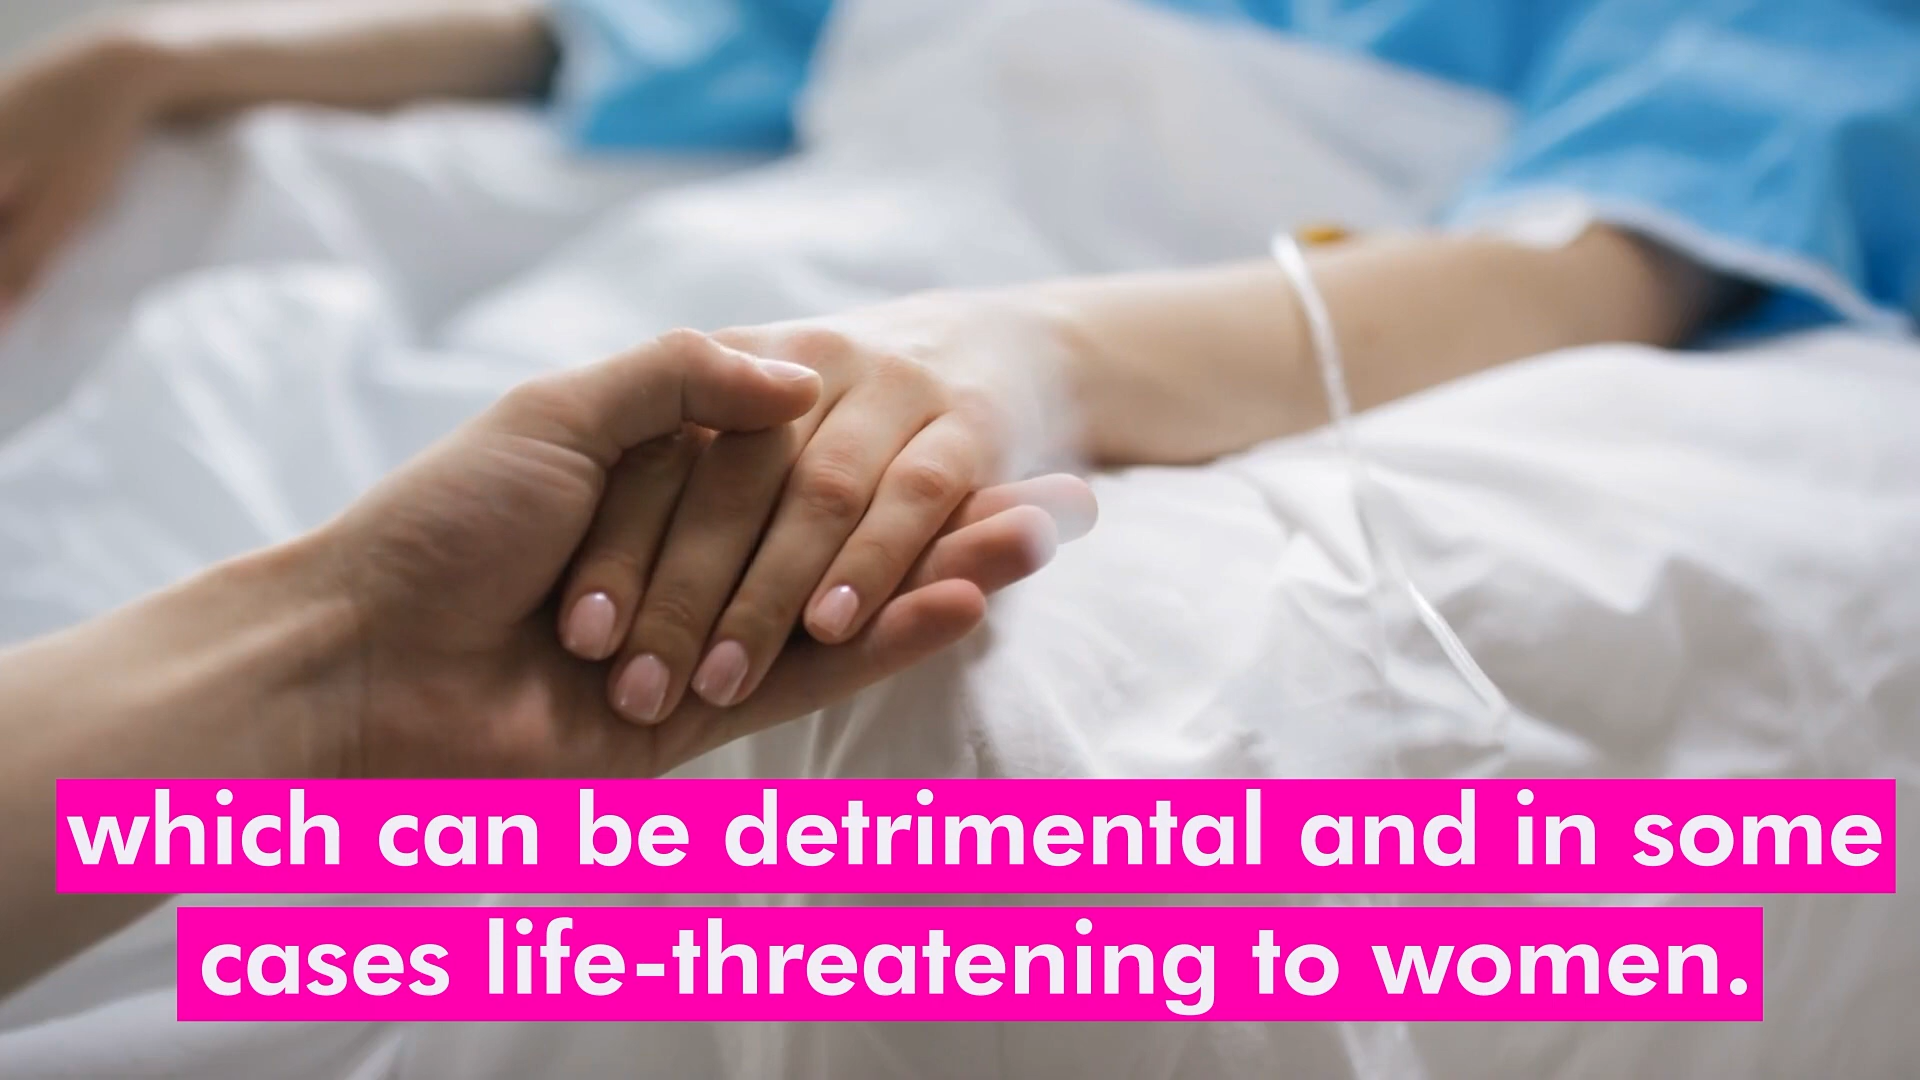 which can be detrimental and in some
cases life-threatening to women.